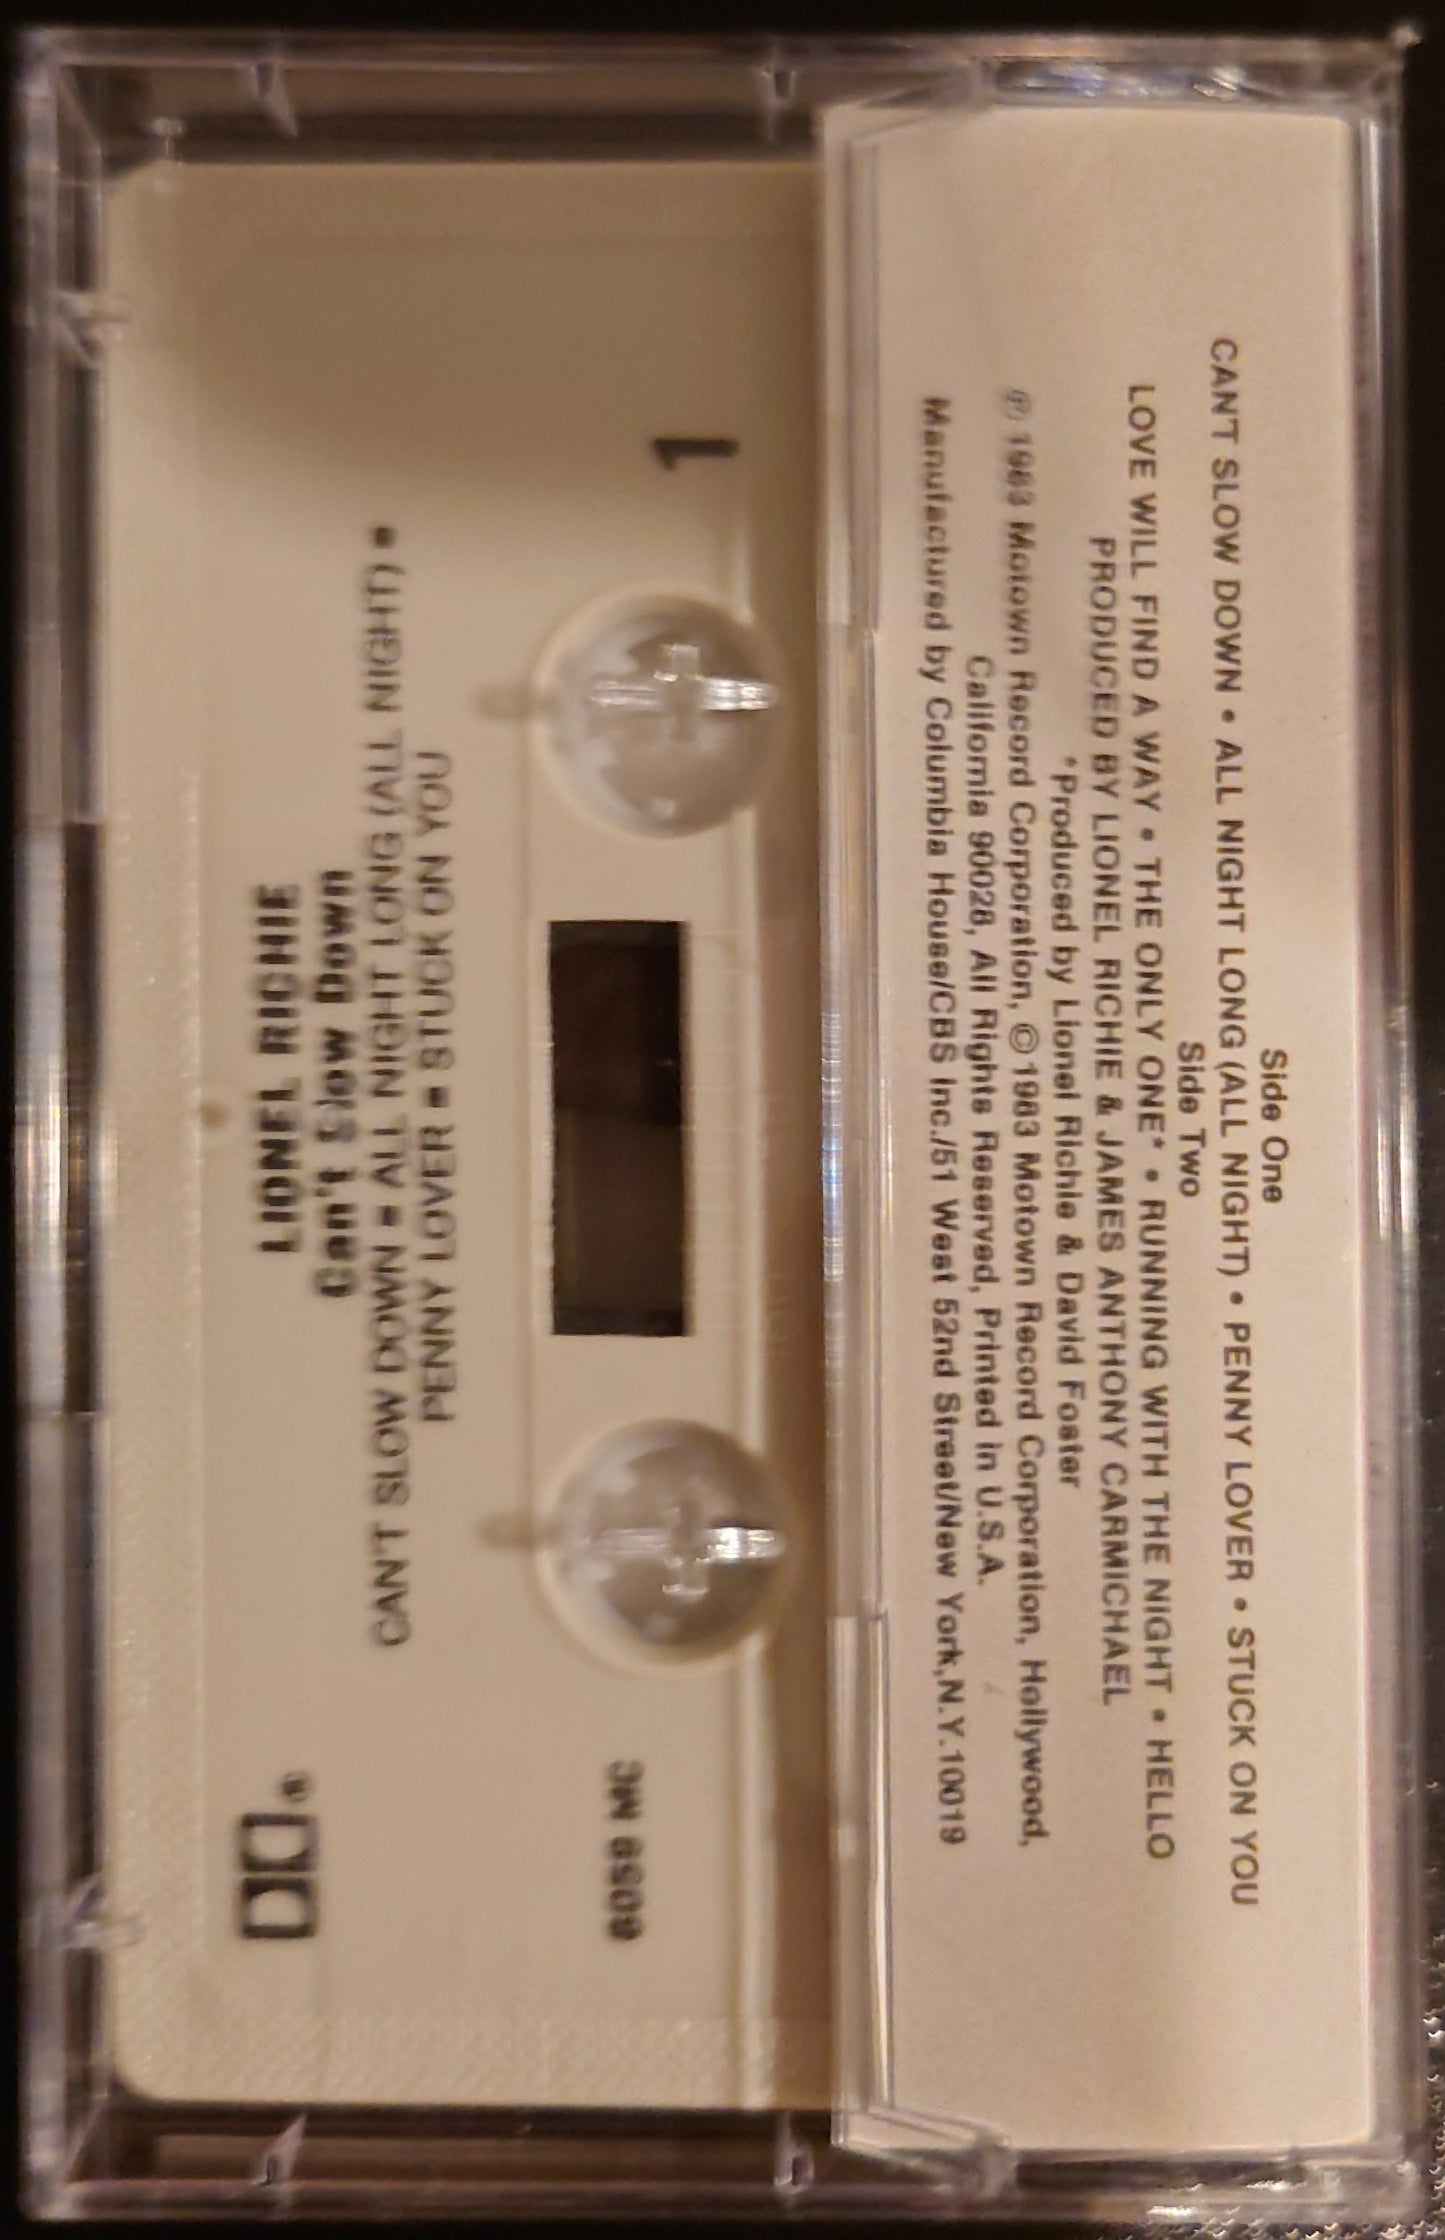 Side One
CAN'T SLOW DOWN • ALL NIGHT LONG (ALL NIGHT) • PENNY LOVER • STUCK ON YOU
Side Two
LOVE WILL FIND A WAY • THE ONLY ONE* • RUNNING WITH THE NIGHT • HELLO
PRODUCED BY LIONEL RICHIE & JAMES ANTHONY CARMICHAEL
*Produced by Lionel Richie & David Foster
℗ 1983 Motown Record Corporation, © 1983 Motown Record Corporation, Hollywood,
California 90028, All Rights Reserved, Printed in U.S.A.
Manufactured by Columbia House/CBS Inc./51 West 52nd Street/New York,N.Y.10019
LIONEL RICHIE
Can't Slow Down
CAN'T SLOW DOWN • ALL NIGHT LONG (ALL NIGHT) •
PENNY LOVER • STUCK ON YOU
1
6059 MC